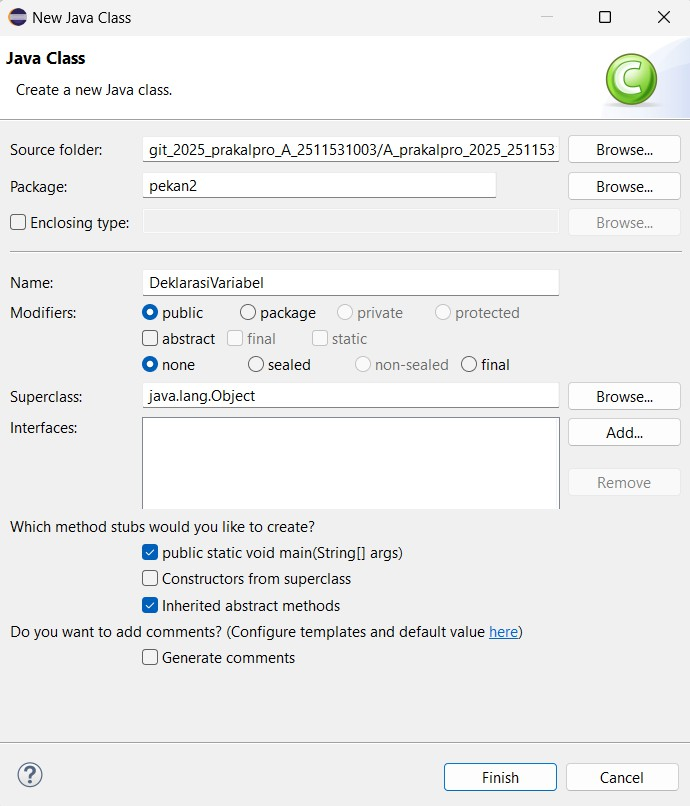 New Java Class
Java Class
Create a new Java class.
C
Source folder: git_2025_prakalpro_A_2511531003/A_prakalpro_2025_251153 Browse...
Package: pekan2 Browse...
Enclosing type: Browse...
Name: DeklarasiVariabel
Modifiers: public package private protected
abstract final static
none sealed non-sealed final
Superclass: java.lang.Object Browse...
Interfaces: Add...
Remove
Which method stubs would you like to create?
public static void main(String[] args)
Constructors from superclass
Inherited abstract methods
Do you want to add comments? (Configure templates and default value here)
Generate comments
? Finish Cancel